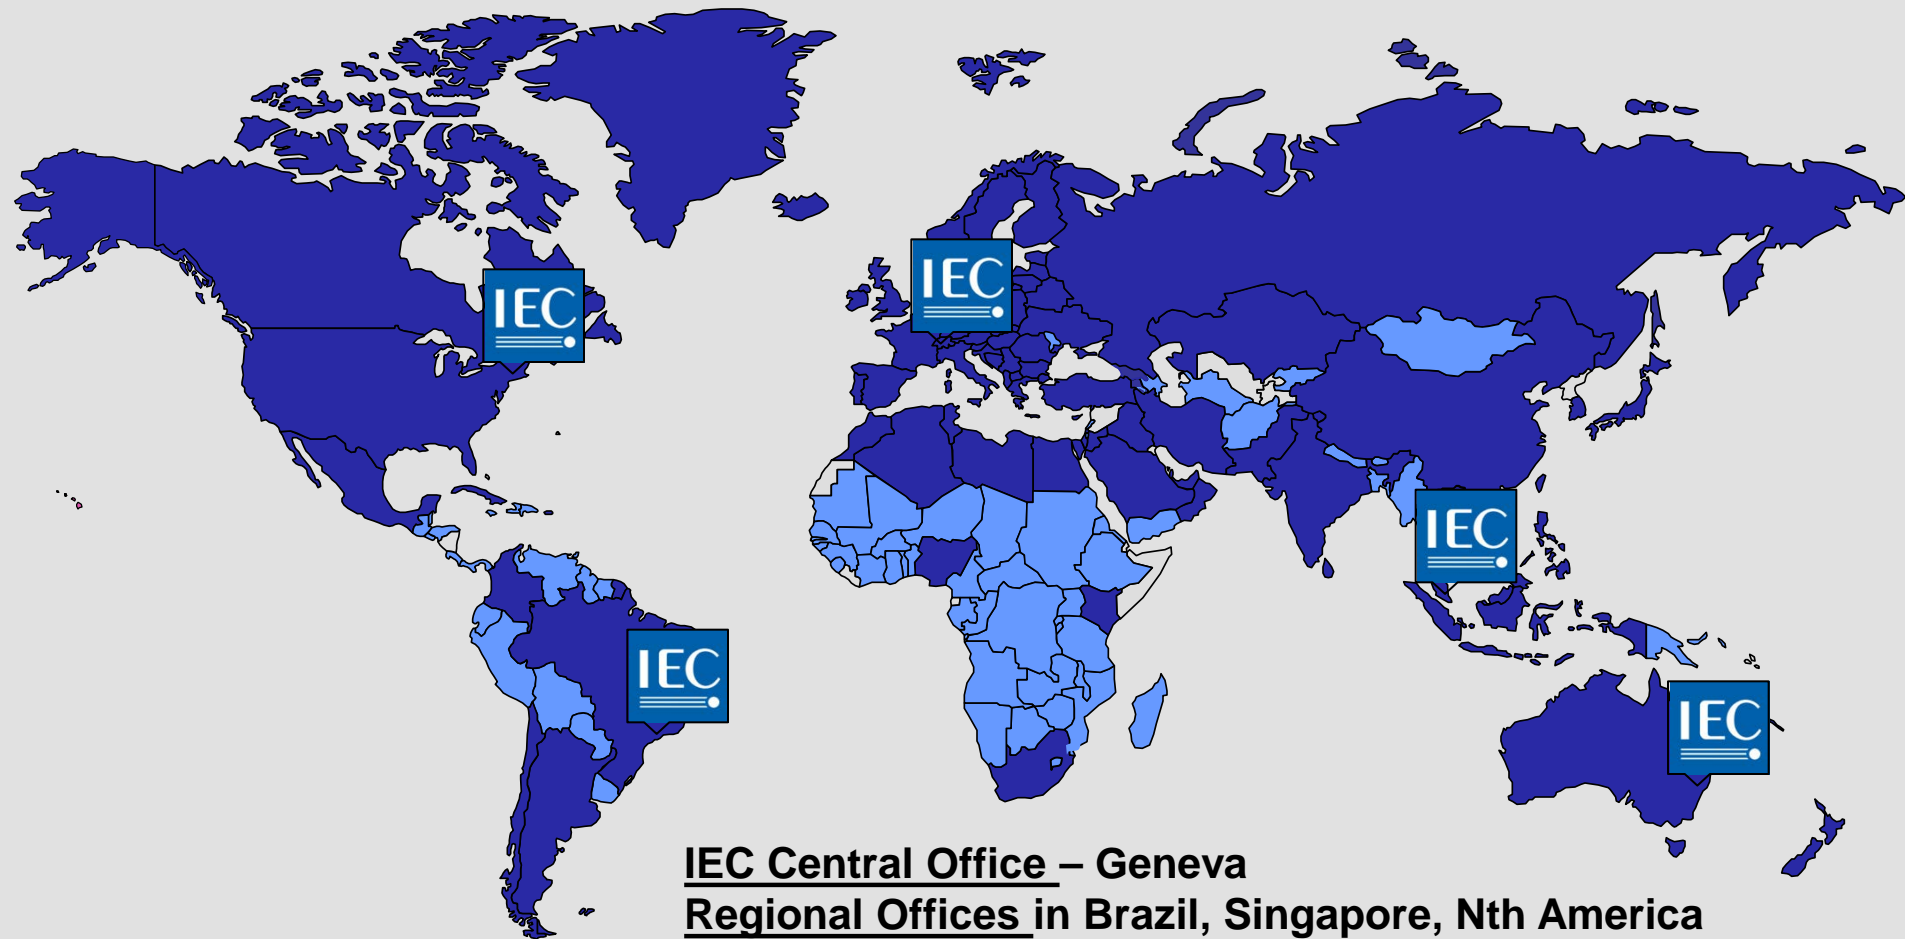 IEC
IEC
IEC
IEC
IEC
IEC Central Office – Geneva
Regional Offices in Brazil, Singapore, Nth America